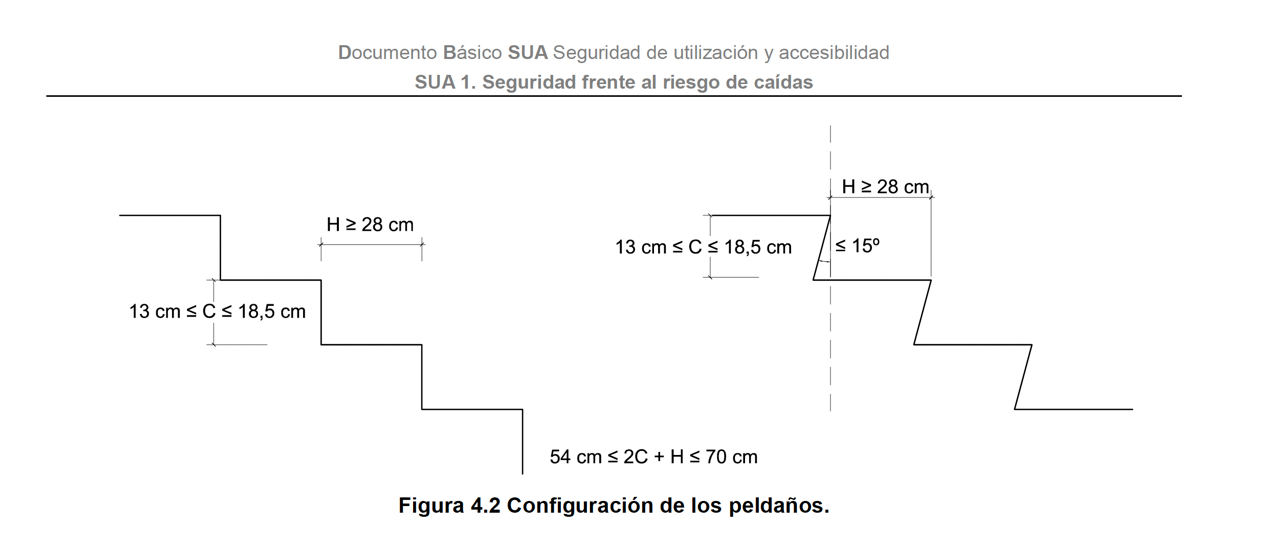 Documento Básico SUA Seguridad de utilización y accesibilidad
SUA 1. Seguridad frente al riesgo de caídas
H ≥ 28 cm
13 cm ≤ C ≤ 18,5 cm
H ≥ 28 cm
13 cm ≤ C ≤ 18,5 cm
≤ 15º
54 cm ≤ 2C + H ≤ 70 cm
Figura 4.2 Configuración de los peldaños.